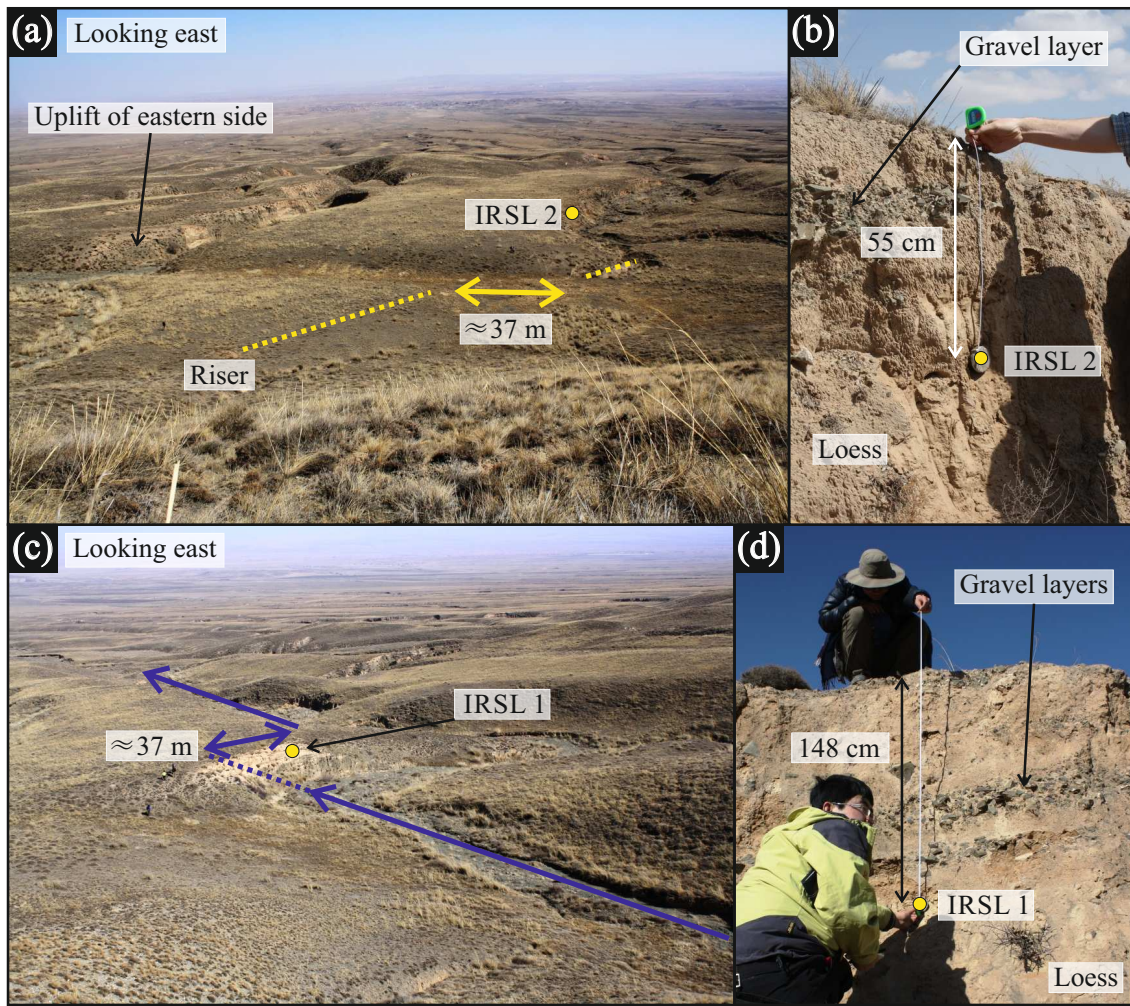 (a)
Looking east
Uplift of eastern side
IRSL 2
≈37 m
Riser
(b)
Gravel layer
55 cm
IRSL 2
Loess
(c)
Looking east
IRSL 1
≈37 m
(d)
Gravel layers
148 cm
IRSL 1
Loess